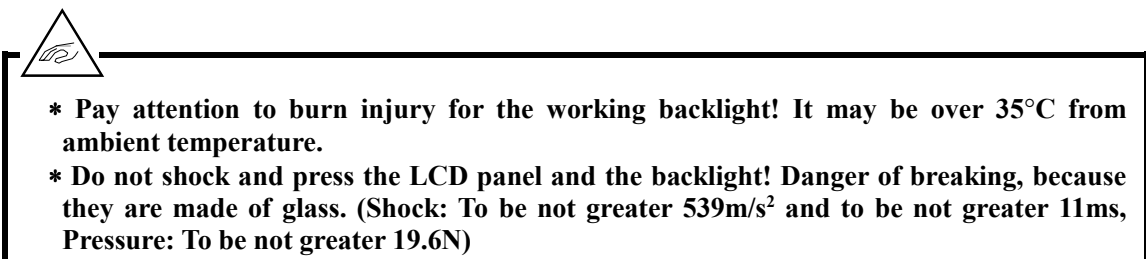 ∗ Pay attention to burn injury for the working backlight! It may be over 35°C from
ambient temperature.
∗ Do not shock and press the LCD panel and the backlight! Danger of breaking, because
they are made of glass. (Shock: To be not greater 539m/s² and to be not greater 11ms,
Pressure: To be not greater 19.6N)